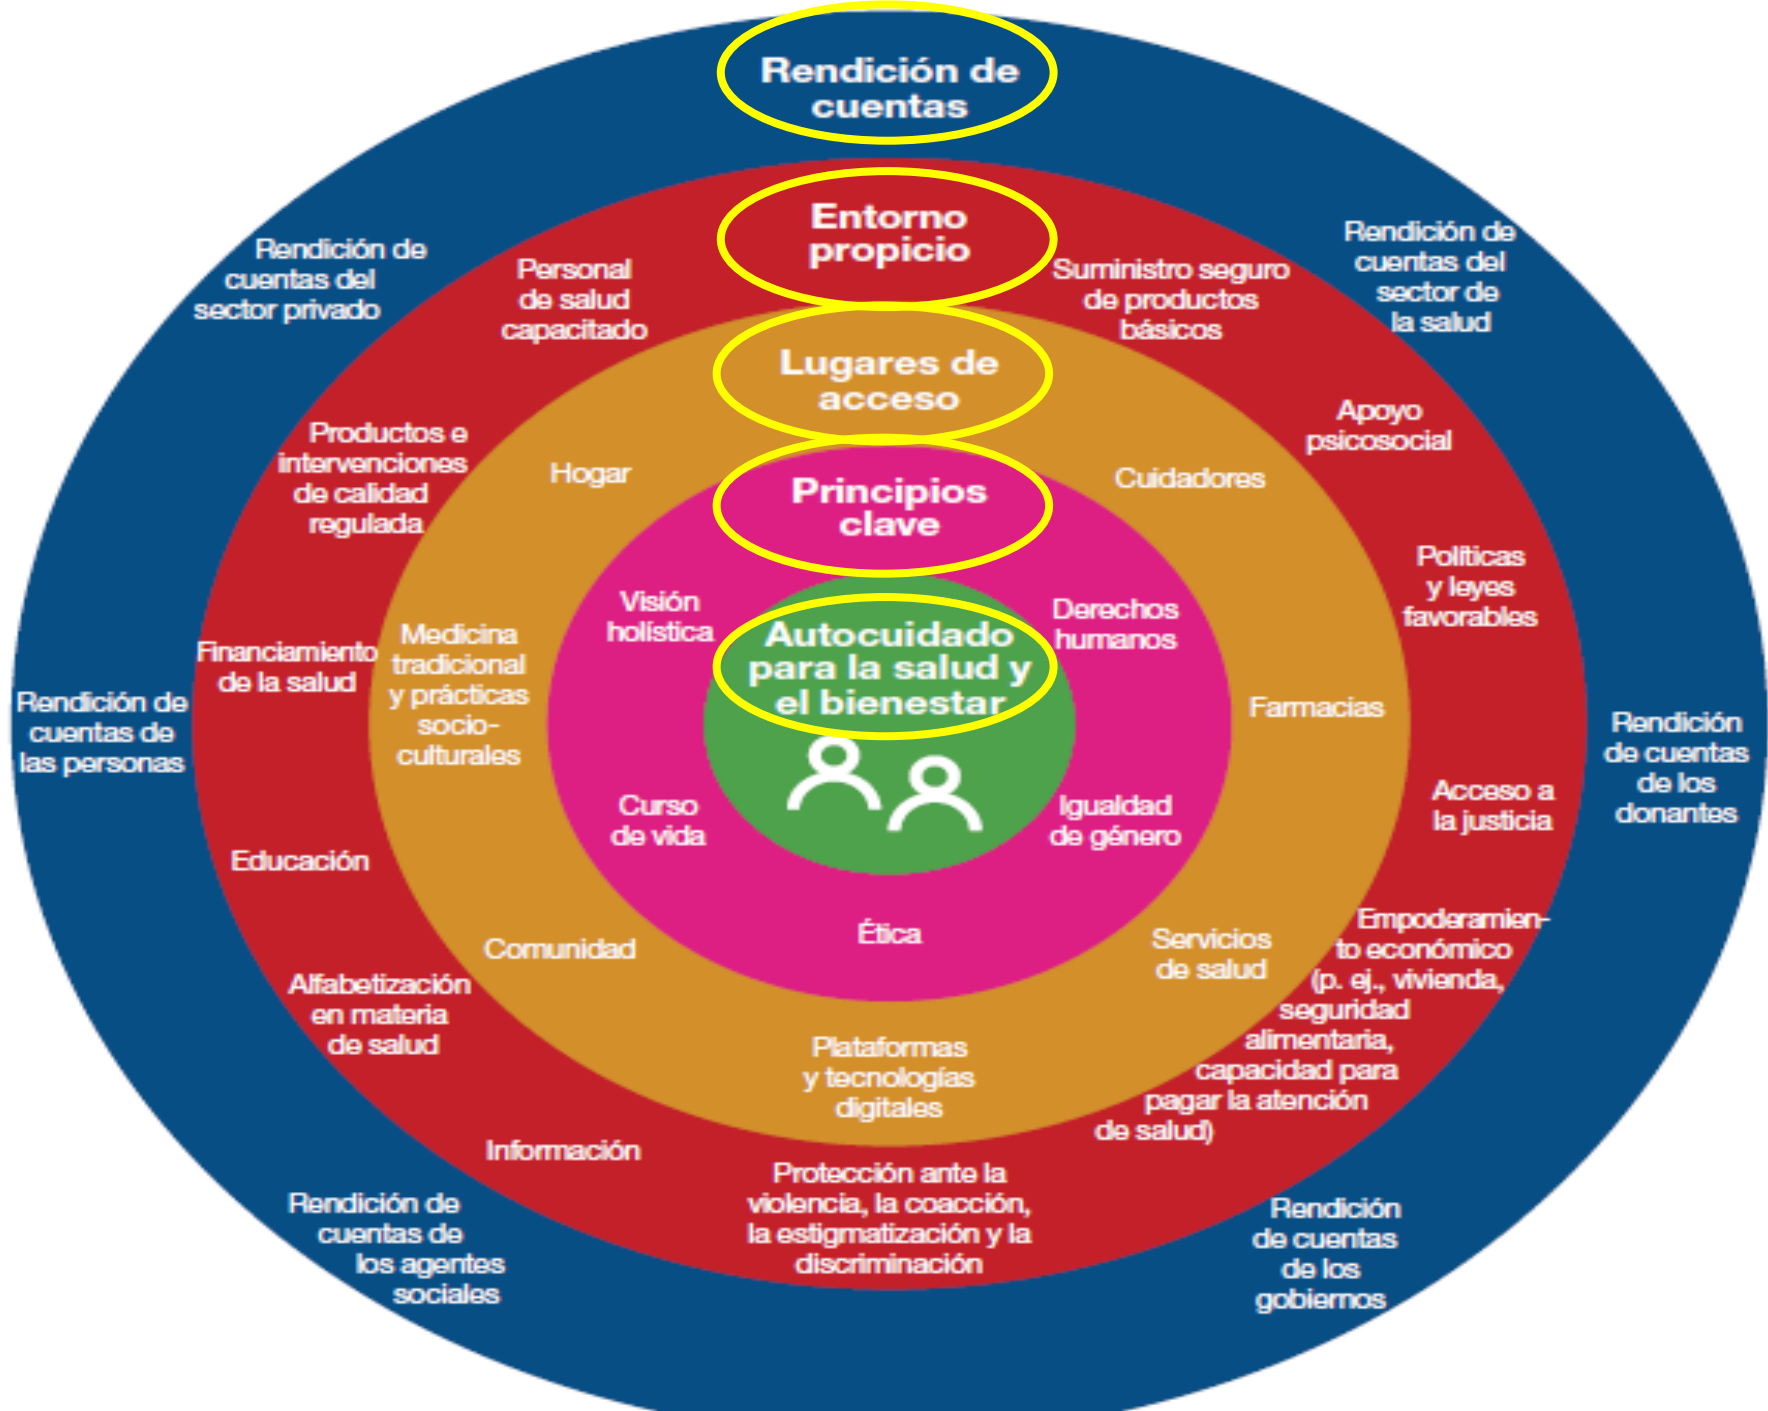 Rendición de
cuentas
Rendición de
cuentas del
sector privado
Rendición de
cuentas del
sector de
la salud
Rendición de
cuentas de
las personas
Rendición
de cuentas
de los
donantes
Rendición de
cuentas de
los agentes
sociales
Rendición
de cuentas
de los
gobiernos
Entorno
propicio
Personal
de salud
capacitado
Suministro seguro
de productos
básicos
Productos e
intervenciones
de calidad
regulada
Apoyo
psicosocial
Políticas
y leyes
favorables
Financiamiento
de la salud
Acceso a
la justicia
Educación
Empoderamien-
to económico
(p. ej., vivienda,
seguridad
alimentaria,
capacidad para
pagar la atención
de salud)
Alfabetización
en materia
de salud
Información
Protección ante la
violencia, la coacción,
la estigmatización y la
discriminación
Lugares de
acceso
Hogar
Cuidadores
Medicina
tradicional
y prácticas
socio-
culturales
Farmacias
Comunidad
Servicios
de salud
Plataformas
y tecnologías
digitales
Principios
clave
Visión
holística
Derechos
humanos
Curso
de vida
Igualdad
de género
Ética
Autocuidado
para la salud y
el bienestar